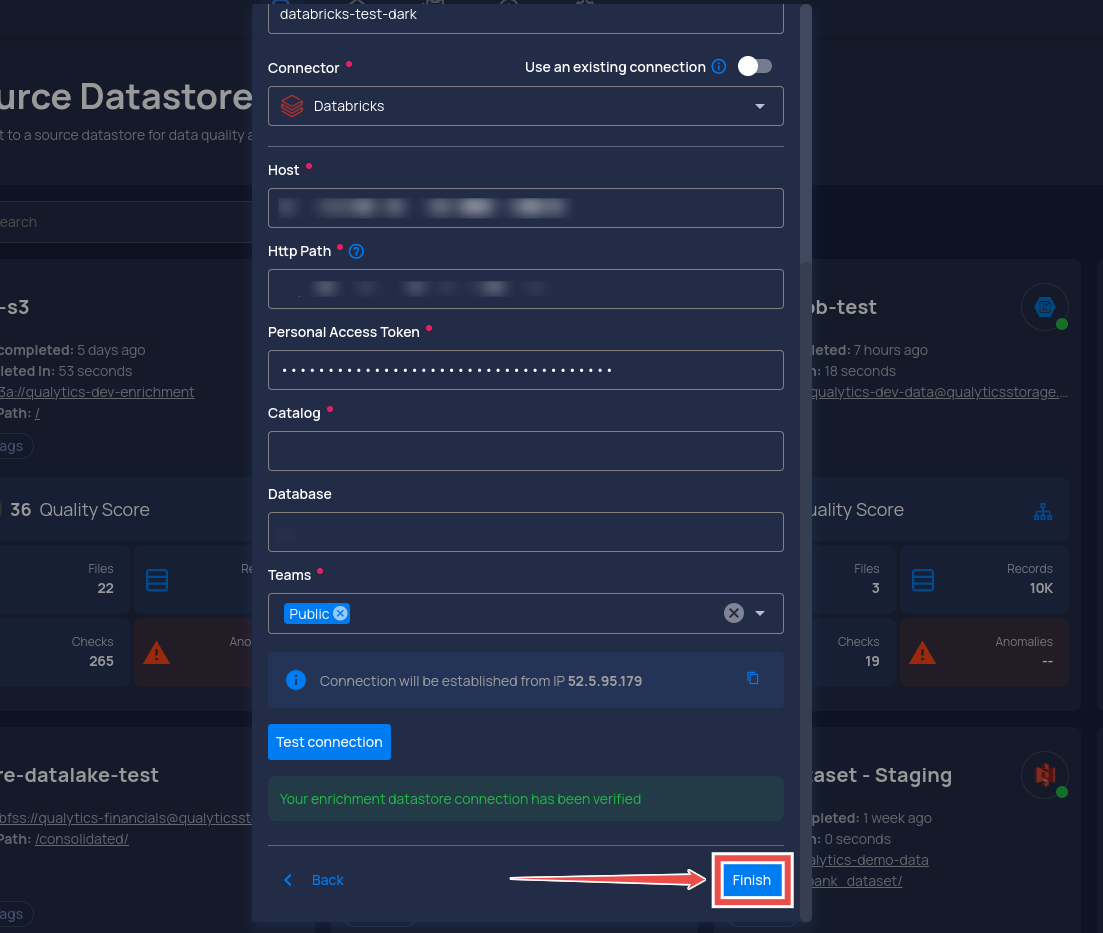 databricks-test-dark
Connector
Use an existing connection
Databricks
Host
Http Path
Personal Access Token
Catalog
Database
Teams
Public
Connection will be established from IP 52.5.95.179
Test connection
Your enrichment datastore connection has been verified
Back
Finish
urce Datastore
t to a source datastore for data quality a
earch
-s3
completed: 5 days ago
leted In: 53 seconds
3a://qualytics-dev-enrichment
Path: /
ags
36 Quality Score
Files
22
Re
Checks
265
Ano
re-datalake-test
bfss://qualytics-financials@qualyticsst
Path: /consolidated/
ags
ob-test
leted: 7 hours ago
n: 18 seconds
qualytics-dev-data@qualyticsstorage....
uality Score
Files
3
Records
10K
Checks
19
Anomalies
--
taset - Staging
pleted: 1 week ago
n: 0 seconds
alytics-demo-data
bank_dataset/